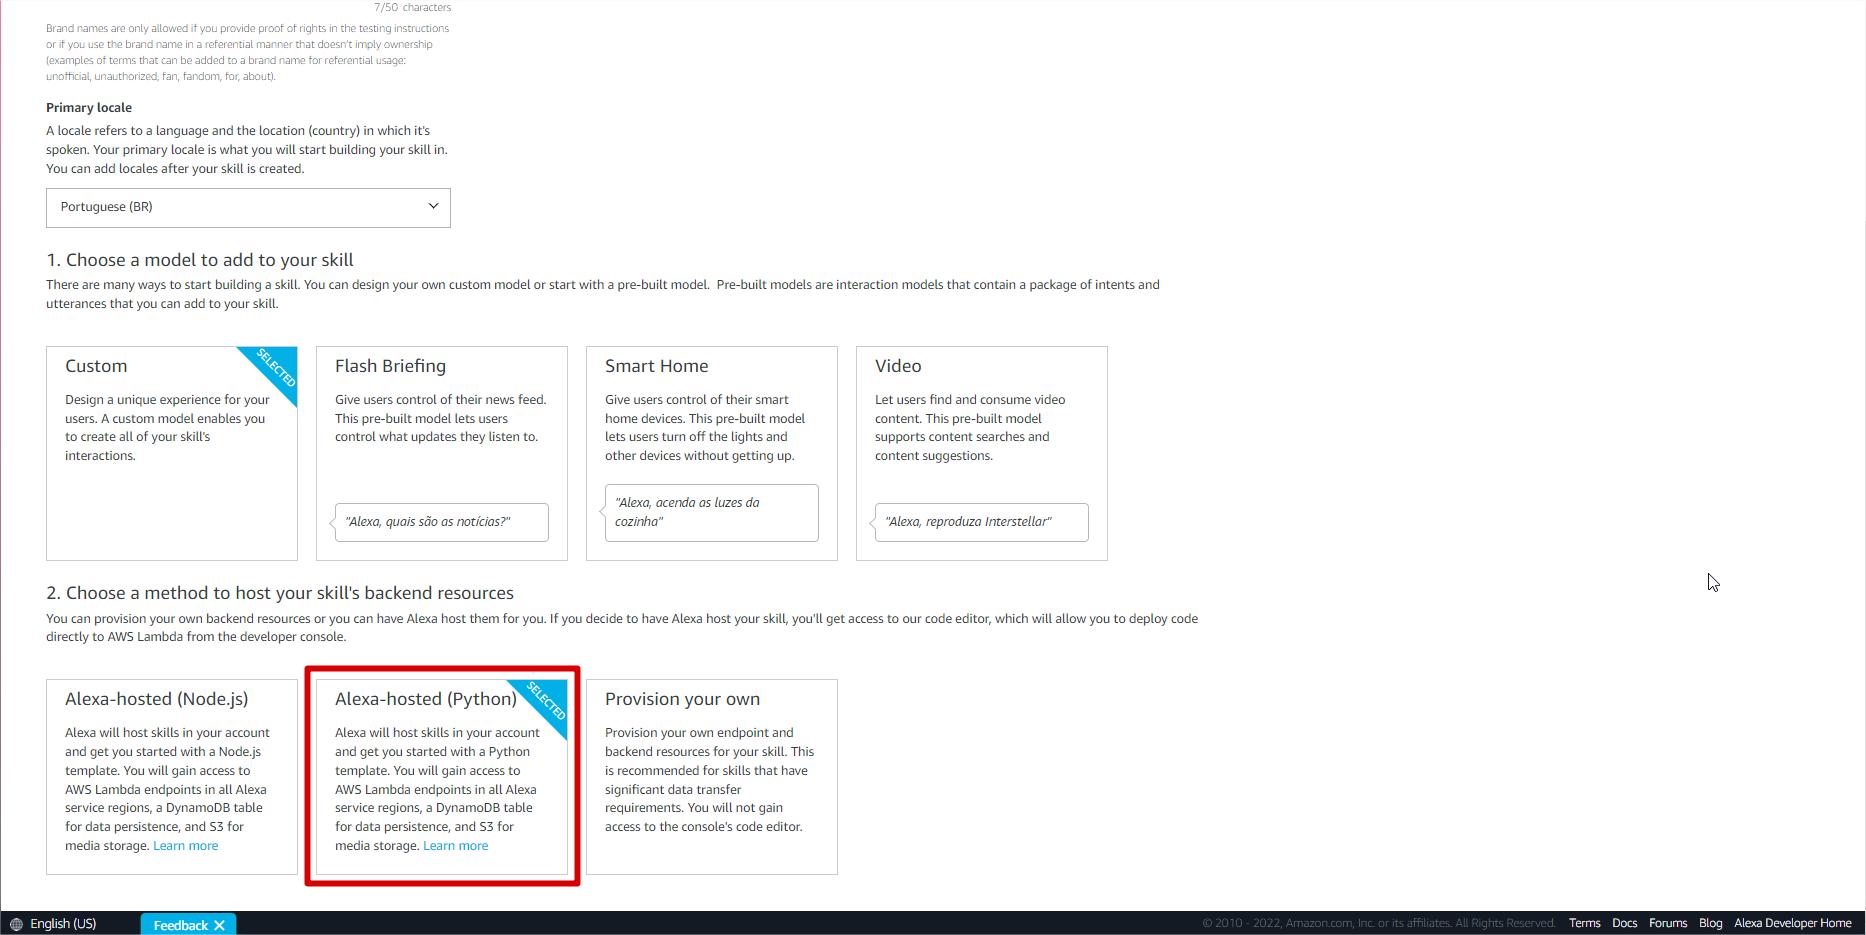 7/50 characters
Brand names are only allowed if you provide proof of rights in the testing instructions
or if you use the brand name in a referential manner that doesn't imply ownership
(examples of terms that can be added to a brand name for referential usage:
unofficial, unauthorized, fan, fandom, for, about).
Primary locale
A locale refers to a language and the location (country) in which it's
spoken. Your primary locale is what you will start building your skill in.
You can add locales after your skill is created.
Portuguese (BR)
1. Choose a model to add to your skill
There are many ways to start building a skill. You can design your own custom model or start with a pre-built model. Pre-built models are interaction models that contain a package of intents and
utterances that you can add to your skill.
Custom
SELECTED
Design a unique experience for your
users. A custom model enables you
to create all of your skill's
interactions.
Flash Briefing
Give users control of their news feed.
This pre-built model lets users
control what updates they listen to.
"Alexa, quais são as notícias?"
Smart Home
Give users control of their smart
home devices. This pre-built model
lets users turn off the lights and
other devices without getting up.
"Alexa, acenda as luzes da
cozinha"
Video
Let users find and consume video
content. This pre-built model
supports content searches and
content suggestions.
"Alexa, reproduza Interstellar"
2. Choose a method to host your skill's backend resources
You can provision your own backend resources or you can have Alexa host them for you. If you decide to have Alexa host your skill, you'll get access to our code editor, which will allow you to deploy code
directly to AWS Lambda from the developer console.
Alexa-hosted (Node.js)
Alexa will host skills in your account
and get you started with a Node.js
template. You will gain access to
AWS Lambda endpoints in all Alexa
service regions, a DynamoDB table
for data persistence, and S3 for
media storage. Learn more
Alexa-hosted (Python)
SELECTED
Alexa will host skills in your account
and get you started with a Python
template. You will gain access to
AWS Lambda endpoints in all Alexa
service regions, a DynamoDB table
for data persistence, and S3 for
media storage. Learn more
Provision your own
Provision your own endpoint and
backend resources for your skill. This
is recommended for skills that have
significant data transfer
requirements. You will not gain
access to the console's code editor.
English (US)
Feedback
© 2010 - 2022, Amazon.com, Inc. or its affiliates. All Rights Reserved.
Terms
Docs
Forums
Blog
Alexa Developer Home